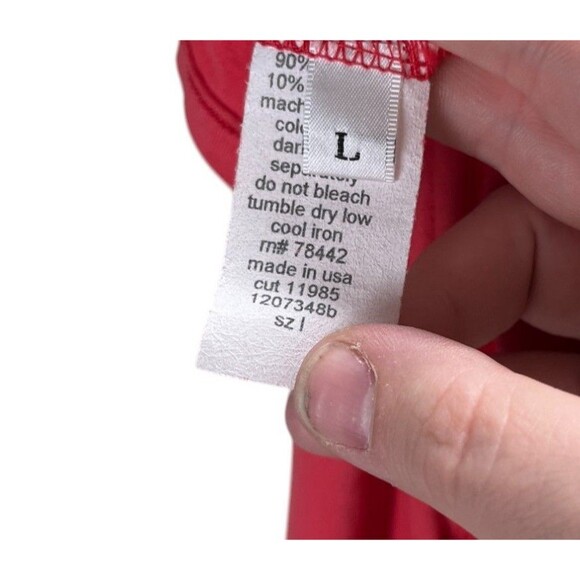 90%
10%
L
do not bleach
tumble dry low
cool iron
rn# 78442
made in usa
cut 11985
1207348b
sz l